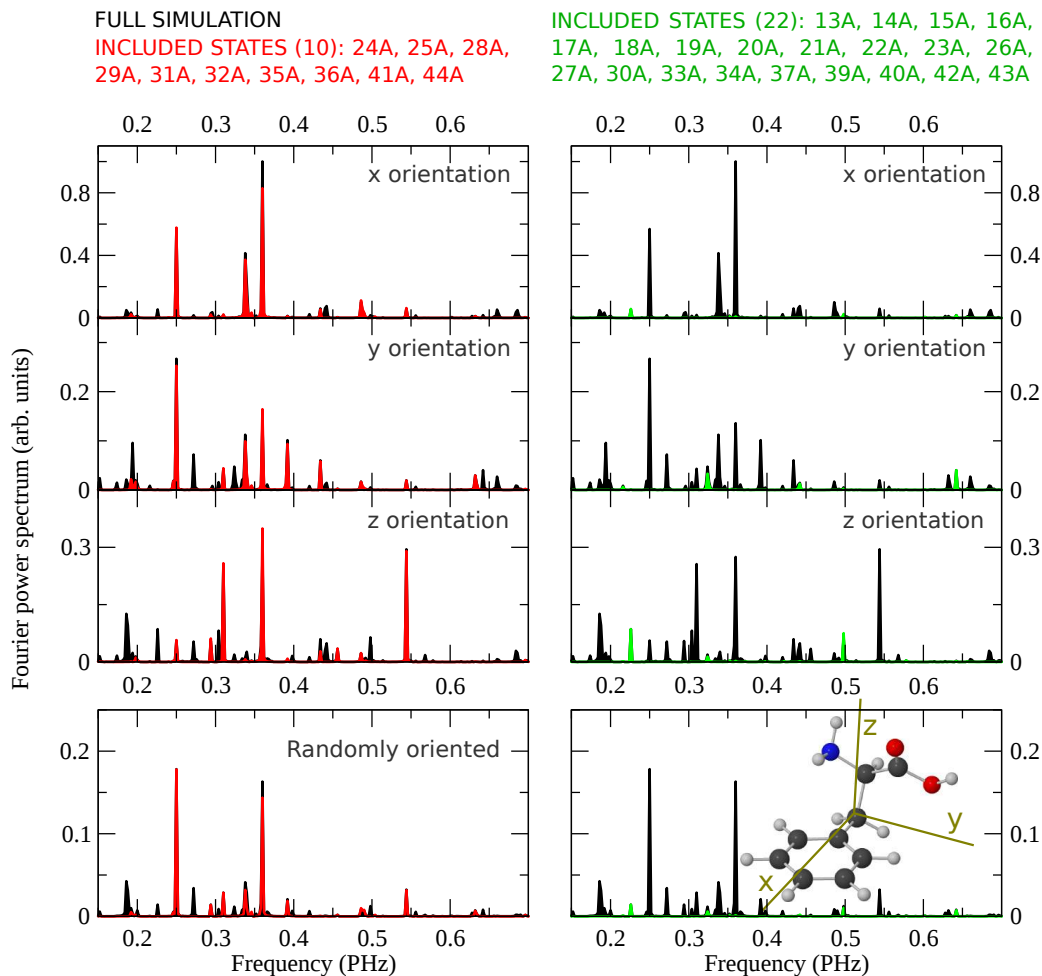 FULL SIMULATION
INCLUDED STATES (10): 24A, 25A, 28A,
29A, 31A, 32A, 35A, 36A, 41A, 44A
INCLUDED STATES (22): 13A, 14A, 15A, 16A,
17A, 18A, 19A, 20A, 21A, 22A, 23A, 26A,
27A, 30A, 33A, 34A, 37A, 39A, 40A, 42A, 43A
0.2 0.3 0.4 0.5 0.6
0.2 0.3 0.4 0.5 0.6
x orientation
x orientation
0.8
0.4
0
0.8
0.4
0
y orientation
y orientation
0.2
0
0.2
0
z orientation
z orientation
0.3
0
0.3
0
0.2 0.3 0.4 0.5 0.6
0.2 0.3 0.4 0.5 0.6
Randomly oriented
z
y
x
0.2
0.1
0
0.2
0.1
0
0.2 0.3 0.4 0.5 0.6
0.2 0.3 0.4 0.5 0.6
Frequency (PHz)
Frequency (PHz)
Fourier power spectrum (arb. units)